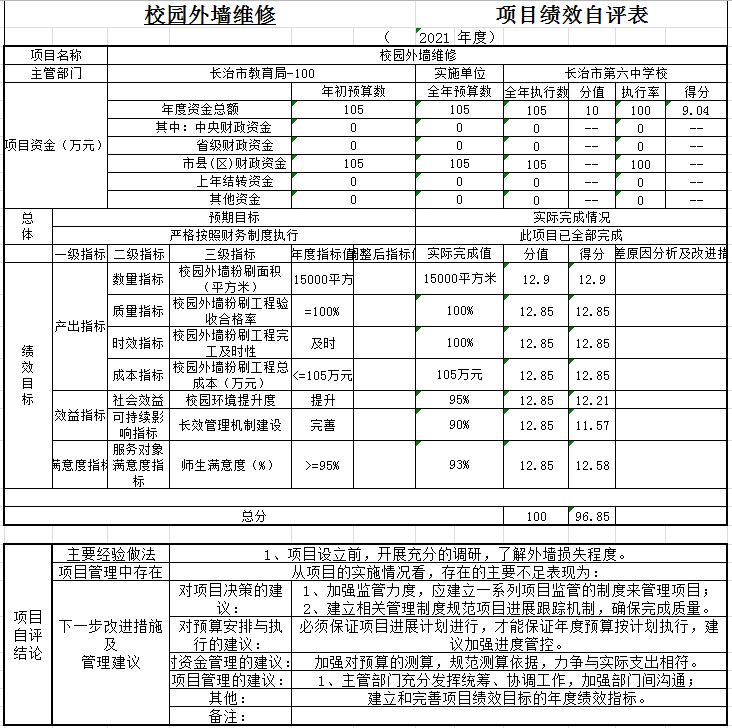 校园外墙维修 项目绩效自评表
（ 2021 年度）
项目名称 校园外墙维修
主管部门 长治市教育局-100 实施单位 长治市第六中学校
项目资金（万元） 年初预算数 全年预算数 全年执行数 分值 执行率 得分
年度资金总额 105 105 105 10 100 9.04
其中：中央财政资金 0 0 0 -- 0 --
省级财政资金 0 0 0 -- 0 --
市县(区)财政资金 105 105 105 -- 100 --
上年结转资金 0 0 0 -- 0 --
其他资金 0 0 0 -- 0 --
总体 预期目标 实际完成情况
严格按照财务制度执行 此项目已全部完成
绩效目标 一级指标 二级指标 三级指标 年度指标值 调整后指标值 实际完成值 分值 得分 差原因分析及改进措
产出指标 数量指标 校园外墙粉刷面积（平方米） 15000平方 15000平方米 12.9 12.9
质量指标 校园外墙粉刷工程验收合格率 =100% 100% 12.85 12.85
时效指标 校园外墙粉刷工程完工及时性 及时 100% 12.85 12.85
成本指标 校园外墙粉刷工程总成本（万元） <=105万元 105万元 12.85 12.85
效益指标 社会效益 校园环境提升度 提升 95% 12.85 12.21
可持续影响指标 长效管理机制建设 完善 90% 12.85 11.57
满意度指标 服务对象满意度指标 师生满意度（%） >=95% 93% 12.85 12.58
总分 100 96.85
项目自评结论 主要经验做法 1、项目设立前，开展充分的调研，了解外墙损失程度。
项目管理中存在 从项目的实施情况看，存在的主要不足表现为：
下一步改进措施及管理建议 对项目决策的建议： 1、加强监管力度，应建立一系列项目监管的制度来管理项目；
2、建立相关管理制度规范项目进展跟踪机制，确保完成质量。
对预算安排与执行的建议： 必须保证项目进展计划进行，才能保证年度预算按计划执行，建议加强进度管控。
对资金管理的建议： 加强对预算的测算，规范测算依据，力争与实际支出相符。
项目管理的建议： 1、主管部门充分发挥统筹、协调工作，加强部门间沟通；
其他： 建立和完善项目绩效目标的年度绩效指标。
备注：